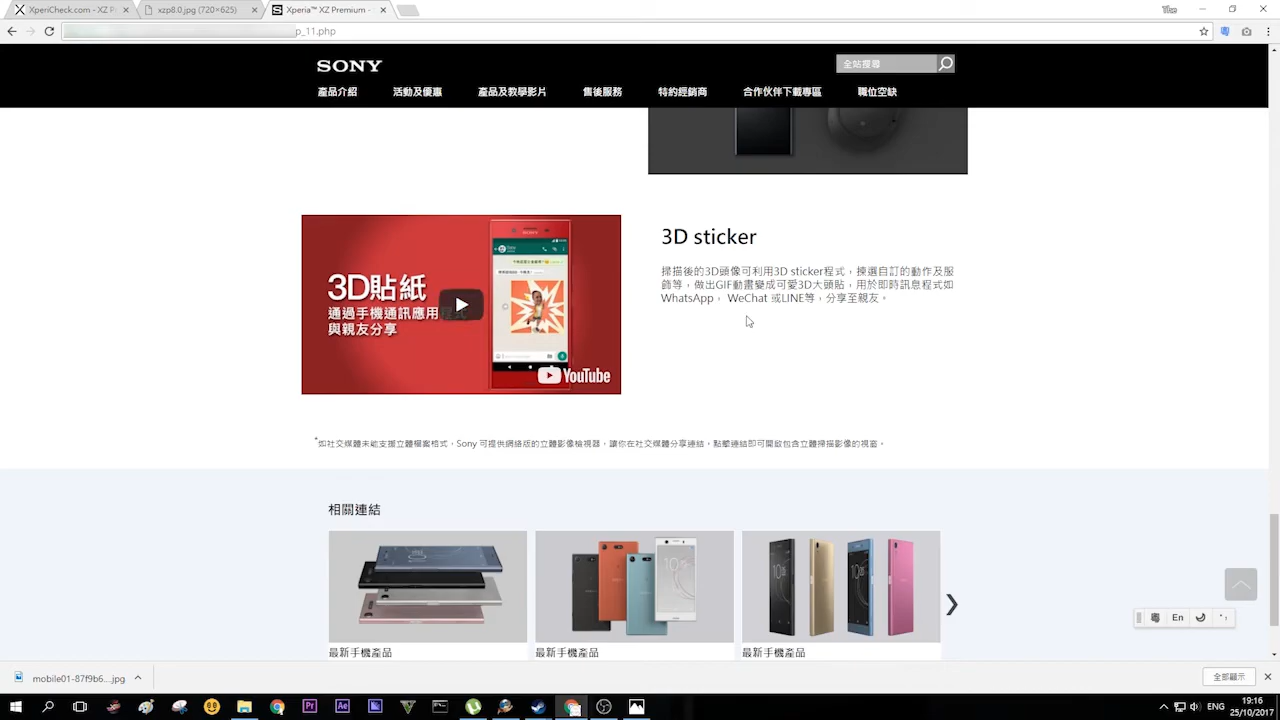 XperiCheck.com - XZ P
xzp8.0.jpg (720×625)
Xperia™ XZ Premium -
p_11.php
SONY
全站搜尋
產品介紹 活動及優惠 產品及教學影片 售後服務 特約經銷商 合作伙伴下載專區 職位空缺
3D貼紙
通過手機通訊應用程式
與親友分享
SONY
YouTube
3D sticker
掃描後的3D頭像可利用3D sticker程式，揀選自訂的動作及服
飾等，做出GIF動畫變成可愛3D大頭貼，用於即時訊息程式如
WhatsApp， WeChat 或LINE等，分享至親友。
*如社交媒體未能支援立體檔案格式，Sony 可提供網絡版的立體影像檢視器，讓你在社交媒體分享連結，點擊連結即可開啟包含立體掃描影像的視窗。
相關連結
最新手機產品
最新手機產品
最新手機產品
En
mobile01-87f9b6....jpg
全部顯示
Pr
Ae
Me
ENG
19:16
25/10/2017